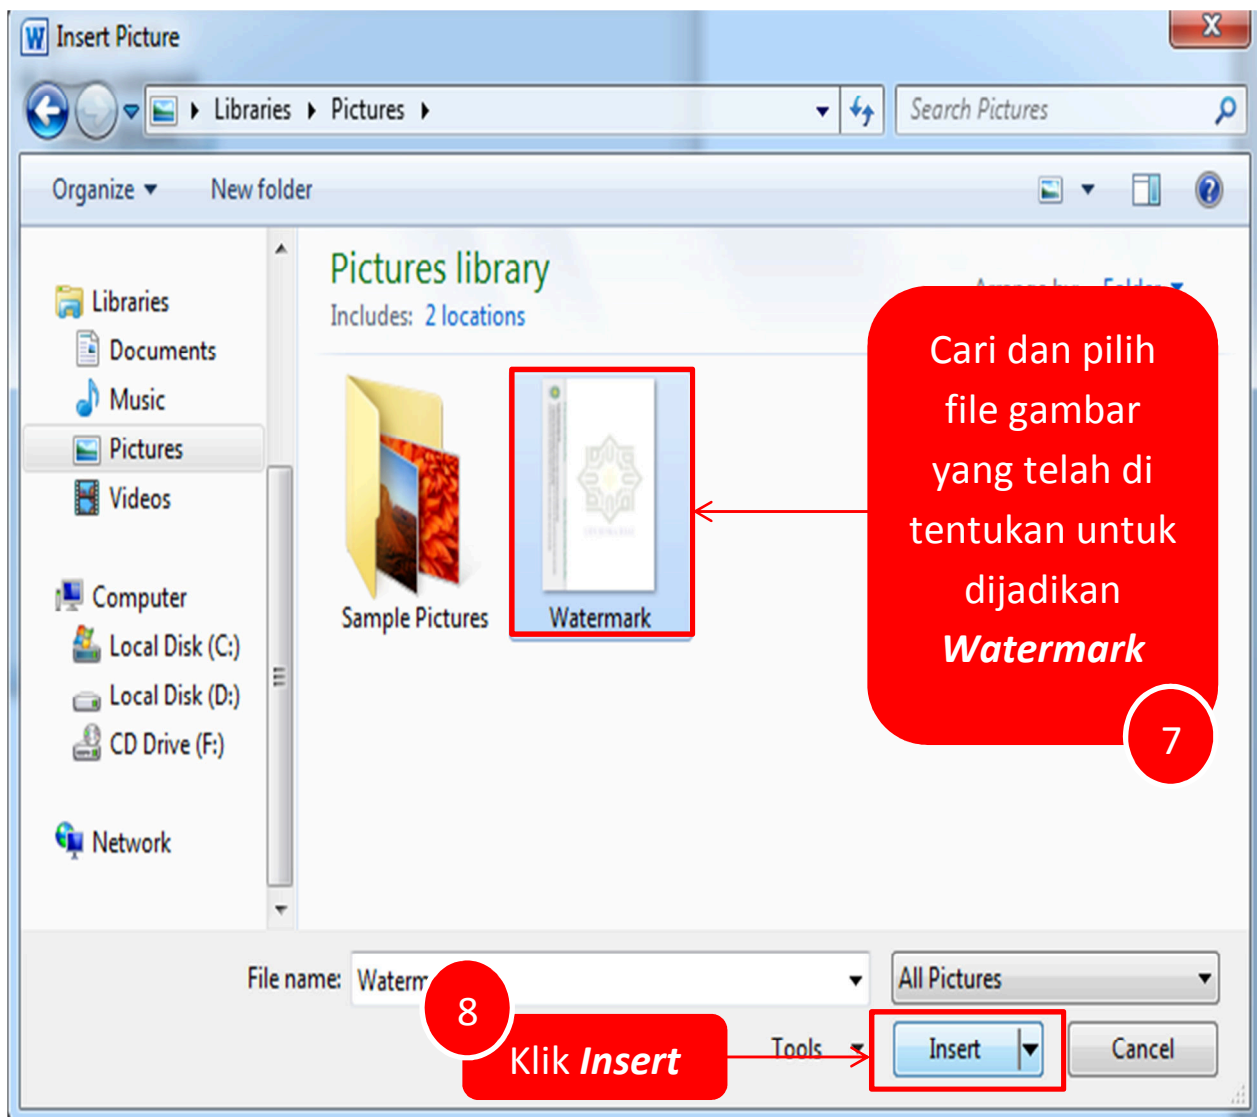 Insert Picture
Libraries Pictures
Search Pictures
Organize New folder
Pictures library
Includes: 2 locations
Libraries
Documents
Music
Pictures
Videos
Computer
Local Disk (C:)
Local Disk (D:)
CD Drive (F:)
Network
Sample Pictures
Watermark
Cari dan pilih
file gambar
yang telah di
tentukan untuk
dijadikan
Watermark
7
File name: Waterm
All Pictures
8
Klik Insert
Tools
Insert
Cancel